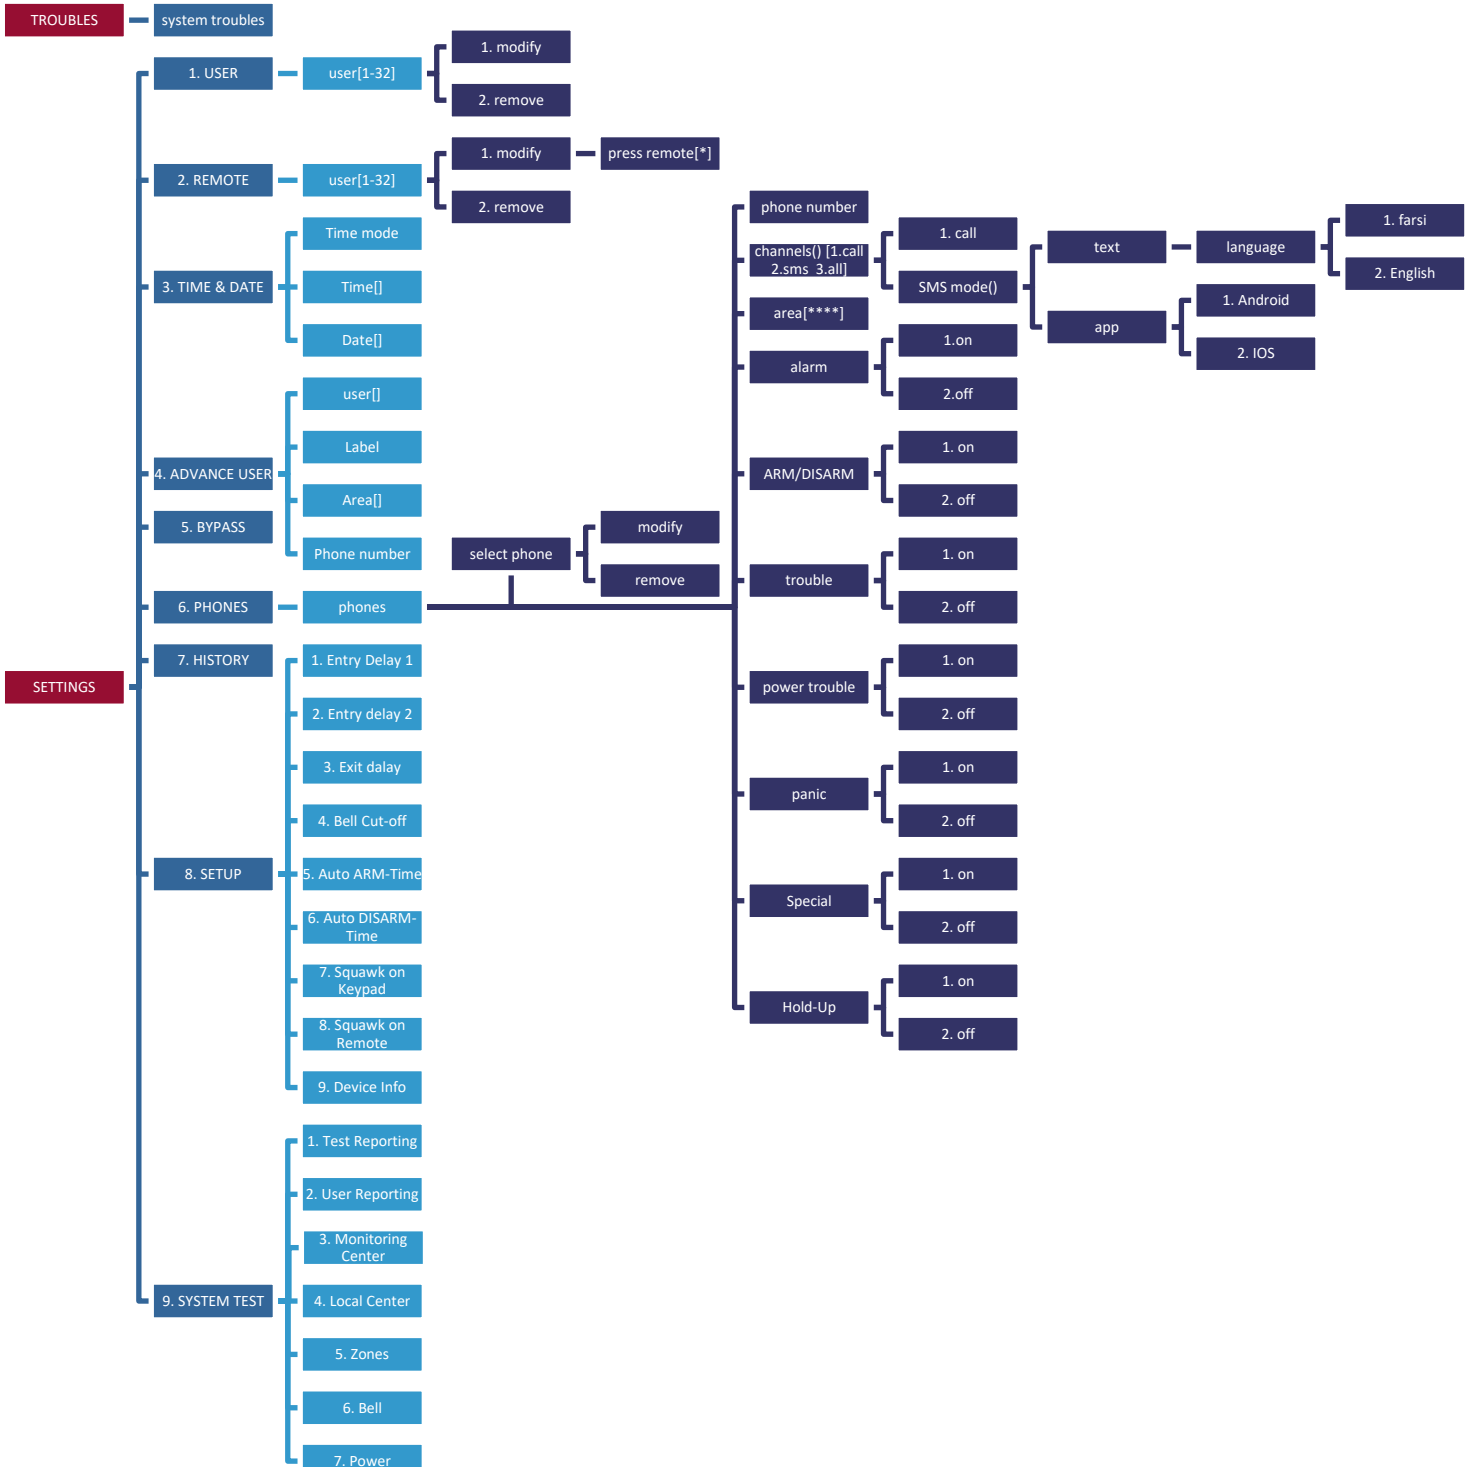 TROUBLES
system troubles
SETTINGS
1. USER
user[1-32]
1. modify
2. remove
2. REMOTE
user[1-32]
1. modify
press remote[*]
2. remove
3. TIME & DATE
Time mode
Time[]
Date[]
4. ADVANCE USER
user[]
Label
Area[]
Phone number
5. BYPASS
6. PHONES
phones
select phone
modify
remove
phone number
channels() [1.call
2.sms 3.all]
1. call
SMS mode()
text
language
1. farsi
2. English
app
1. Android
2. IOS
area[****]
alarm
1.on
2.off
ARM/DISARM
1. on
2. off
trouble
1. on
2. off
power trouble
1. on
2. off
panic
1. on
2. off
Special
1. on
2. off
Hold-Up
1. on
2. off
7. HISTORY
8. SETUP
1. Entry Delay 1
2. Entry delay 2
3. Exit dalay
4. Bell Cut-off
5. Auto ARM-Time
6. Auto DISARM-
Time
7. Squawk on
Keypad
8. Squawk on
Remote
9. Device Info
9. SYSTEM TEST
1. Test Reporting
2. User Reporting
3. Monitoring
Center
4. Local Center
5. Zones
6. Bell
7. Power